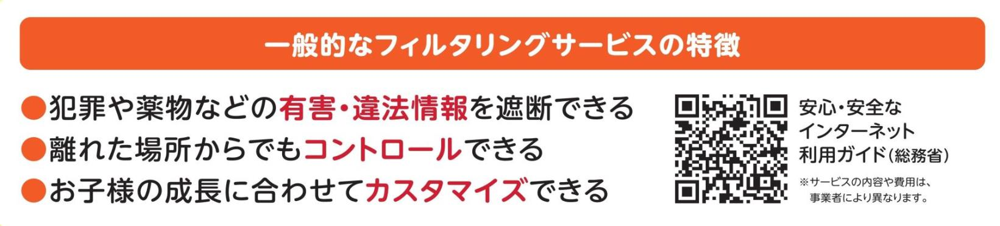 一般的なフィルタリングサービスの特徴
●犯罪や薬物などの有害・違法情報を遮断できる
●離れた場所からでもコントロールできる
●お子様の成長に合わせてカスタマイズできる
安心・安全な
インターネット
利用ガイド(総務省)
※サービスの内容や費用は、
事業者により異なります。